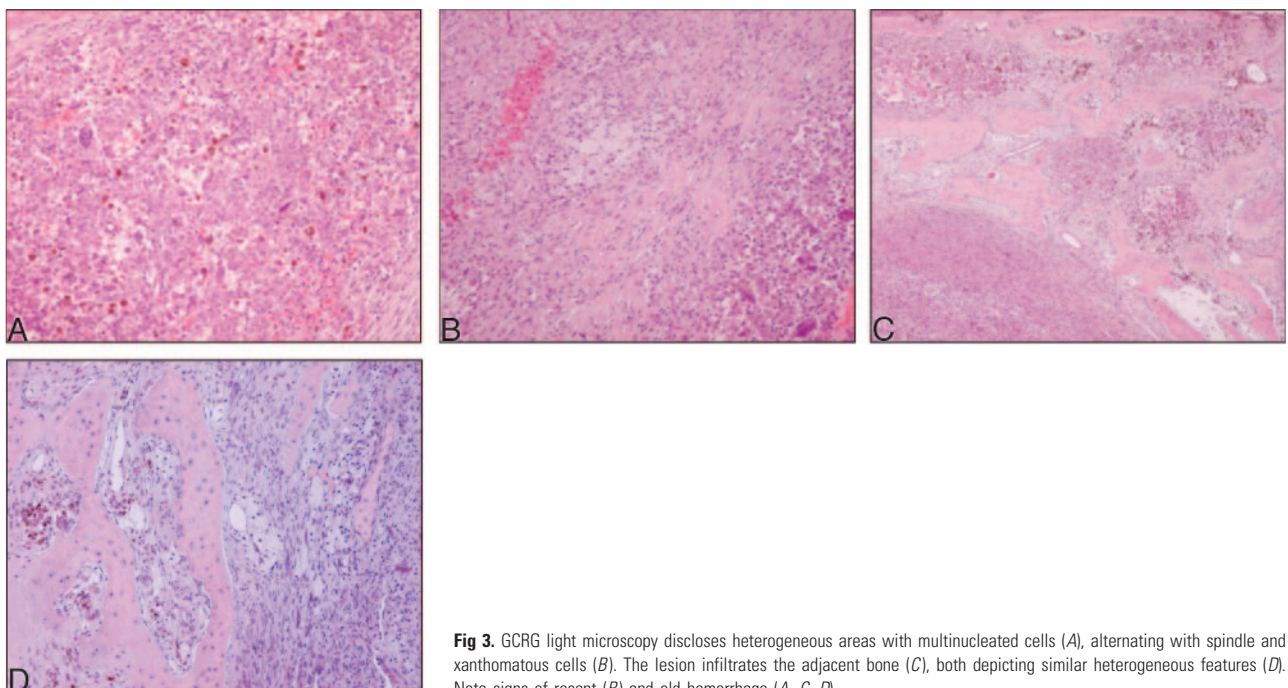 A
B
C
D
Fig 3. GCRG light microscopy discloses heterogeneous areas with multinucleated cells (A), alternating with spindle and
xanthomatous cells (B). The lesion infiltrates the adjacent bone (C), both depicting similar heterogeneous features (D).
Note signs of recent (B) and old hemorrhage (A, C, D).